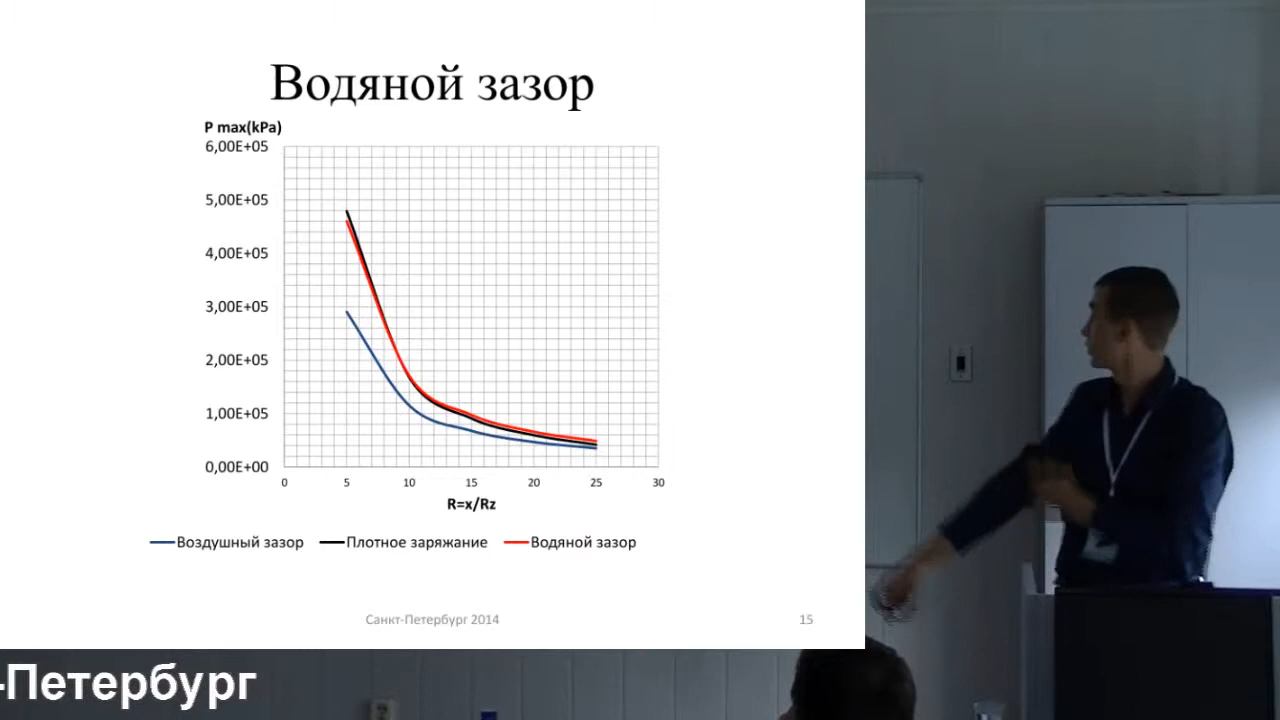 Водяной зазор
P max(kPa)
6,00E+05
5,00E+05
4,00E+05
3,00E+05
2,00E+05
1,00E+05
0,00E+00
0 5 10 15 20 25 30
R=x/Rz
Воздушный зазор Плотное заряжание Водяной зазор
Санкт-Петербург 2014 15
-Петербург